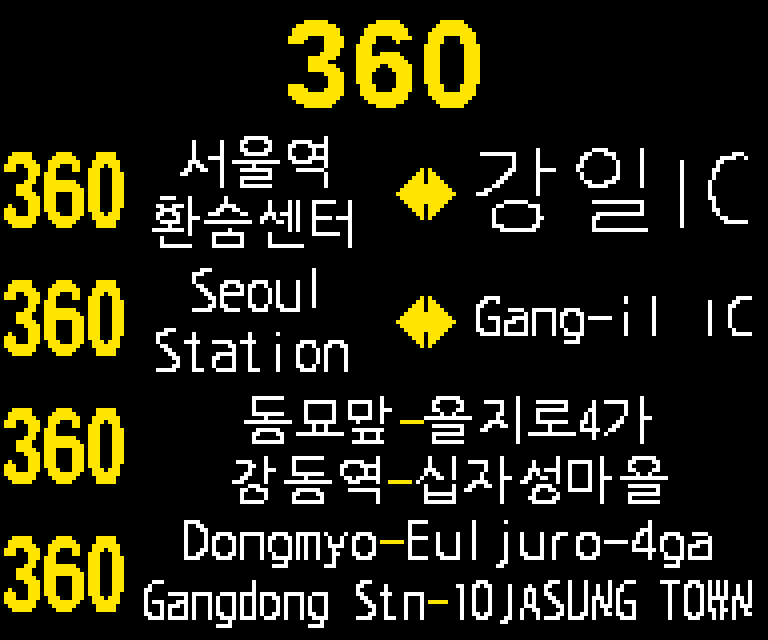 360
360 서울역 환승센터 ◆ 강일IC
360 Seoul Station ◆ Gang-il IC
360 동묘앞-을지로4가
강동역-십자성마을
360 Dongmyo-Euljuro-4ga
Gangdong Stn-10JASUNG TOWN